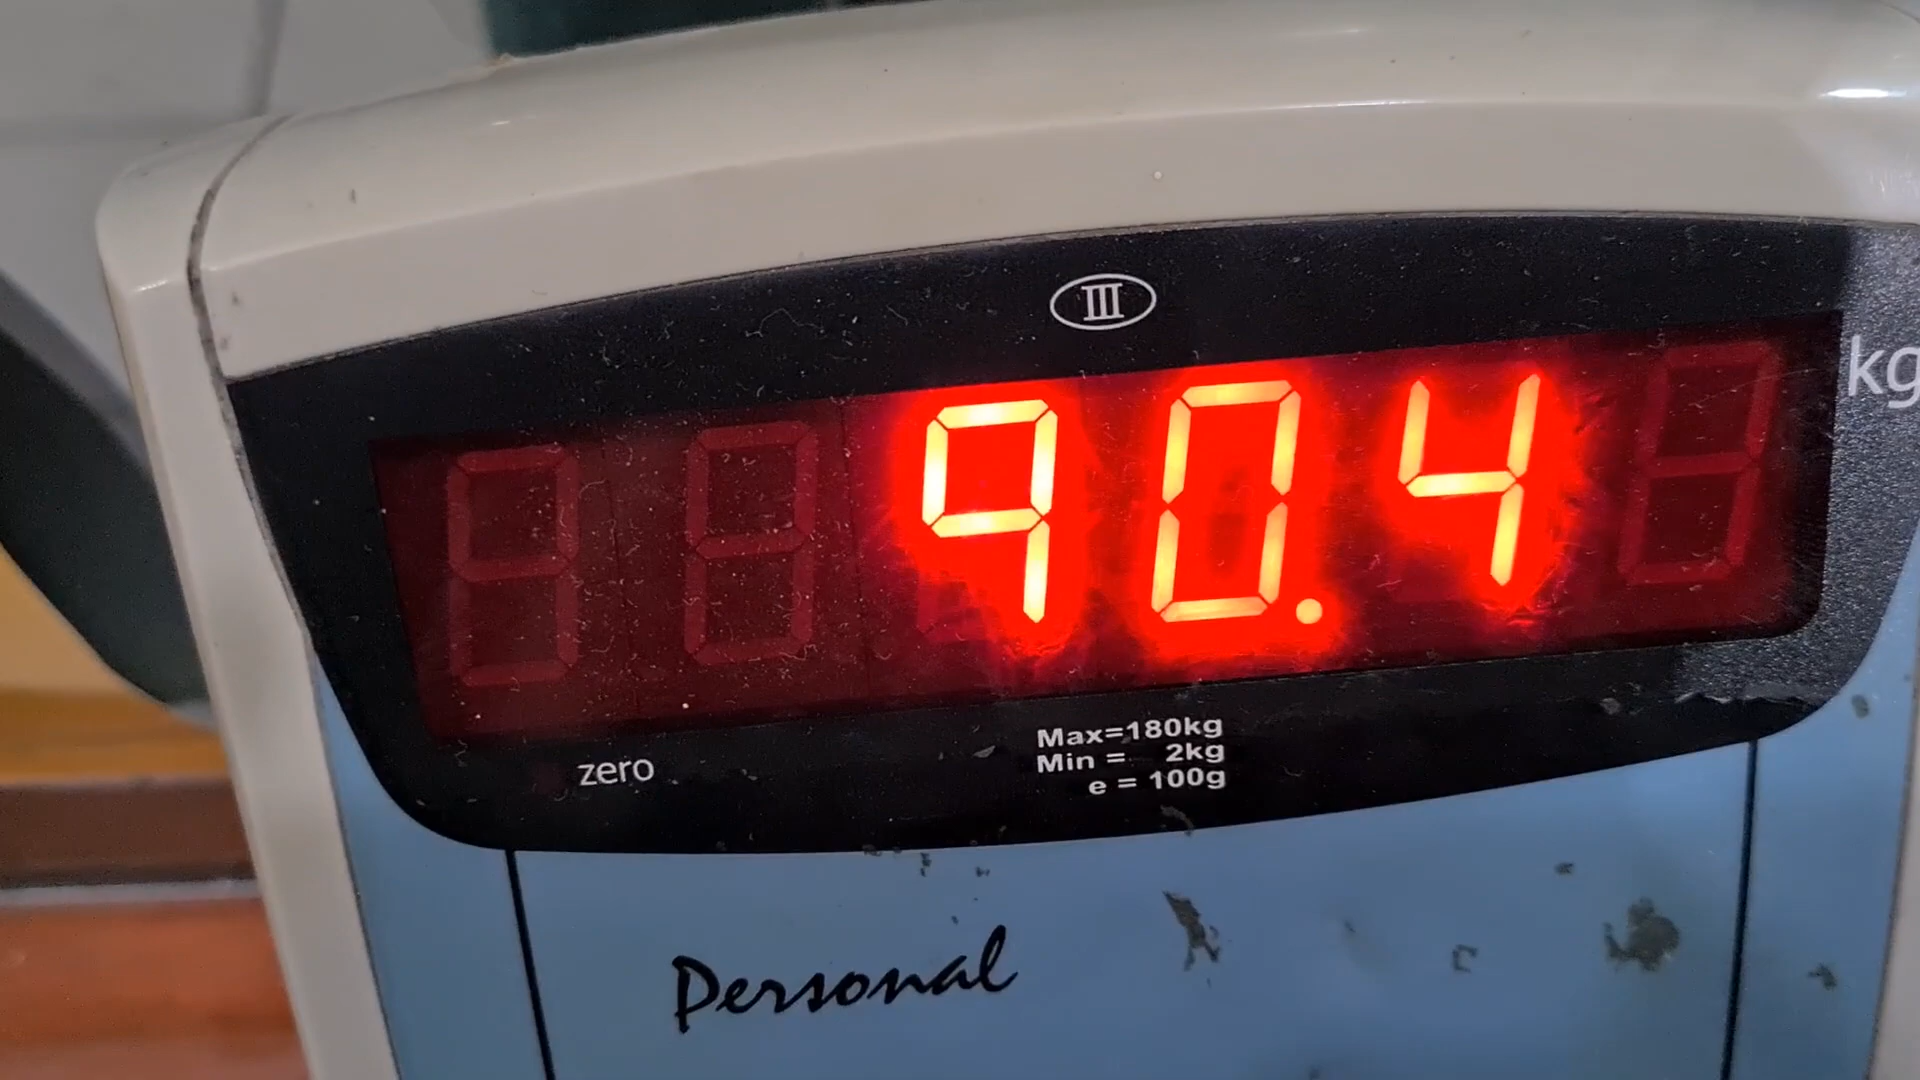 III
90.4 kg
zero
Max=180kg
Min = 2kg
e = 100g
Personal